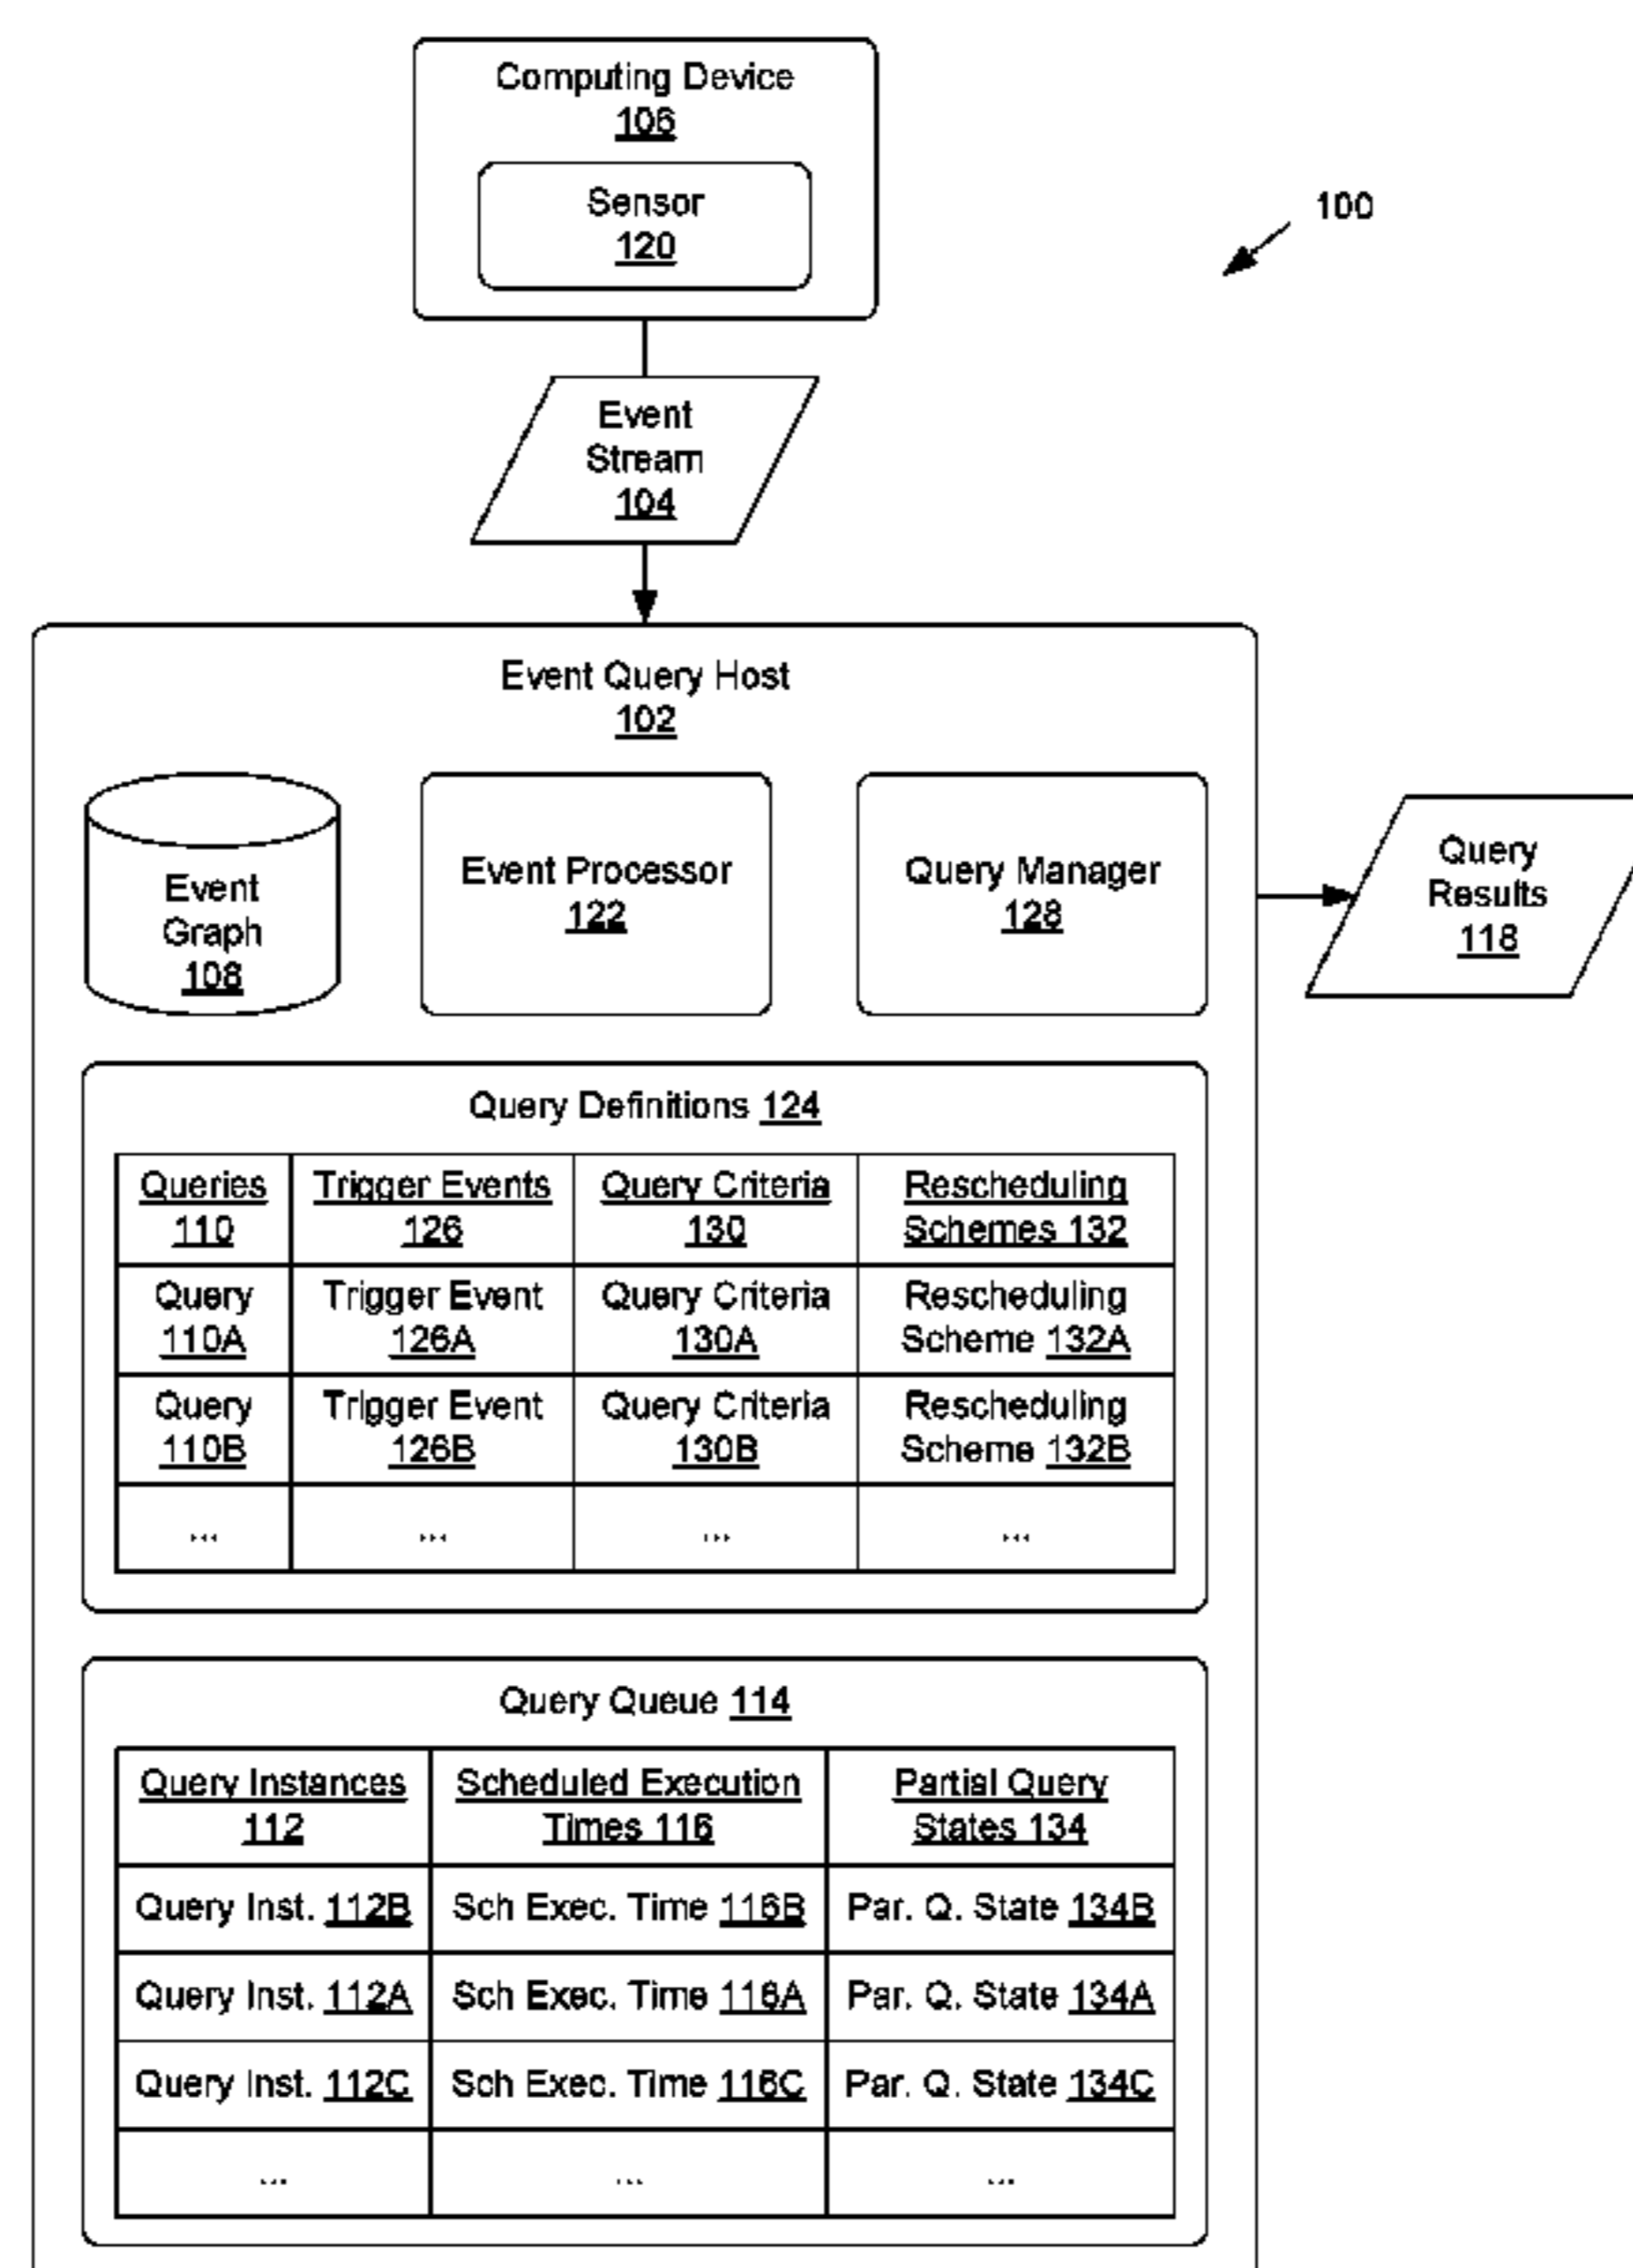 Computing Device
106
Sensor
120
100
Event
Stream
104
Event Query Host
102
Event
Graph
108
Event Processor
122
Query Manager
128
Query
Results
118
Query Definitions 124
Queries
110
Trigger Events
126
Query Criteria
130
Rescheduling
Schemes 132
Query
110A
Trigger Event
126A
Query Criteria
130A
Rescheduling
Scheme 132A
Query
110B
Trigger Event
126B
Query Criteria
130B
Rescheduling
Scheme 132B
... ... ... ...
Query Queue 114
Query Instances
112
Scheduled Execution
Times 116
Partial Query
States 134
Query Inst. 112B Sch Exec. Time 116B Par. Q. State 134B
Query Inst. 112A Sch Exec. Time 116A Par. Q. State 134A
Query Inst. 112C Sch Exec. Time 116C Par. Q. State 134C
... ... ...